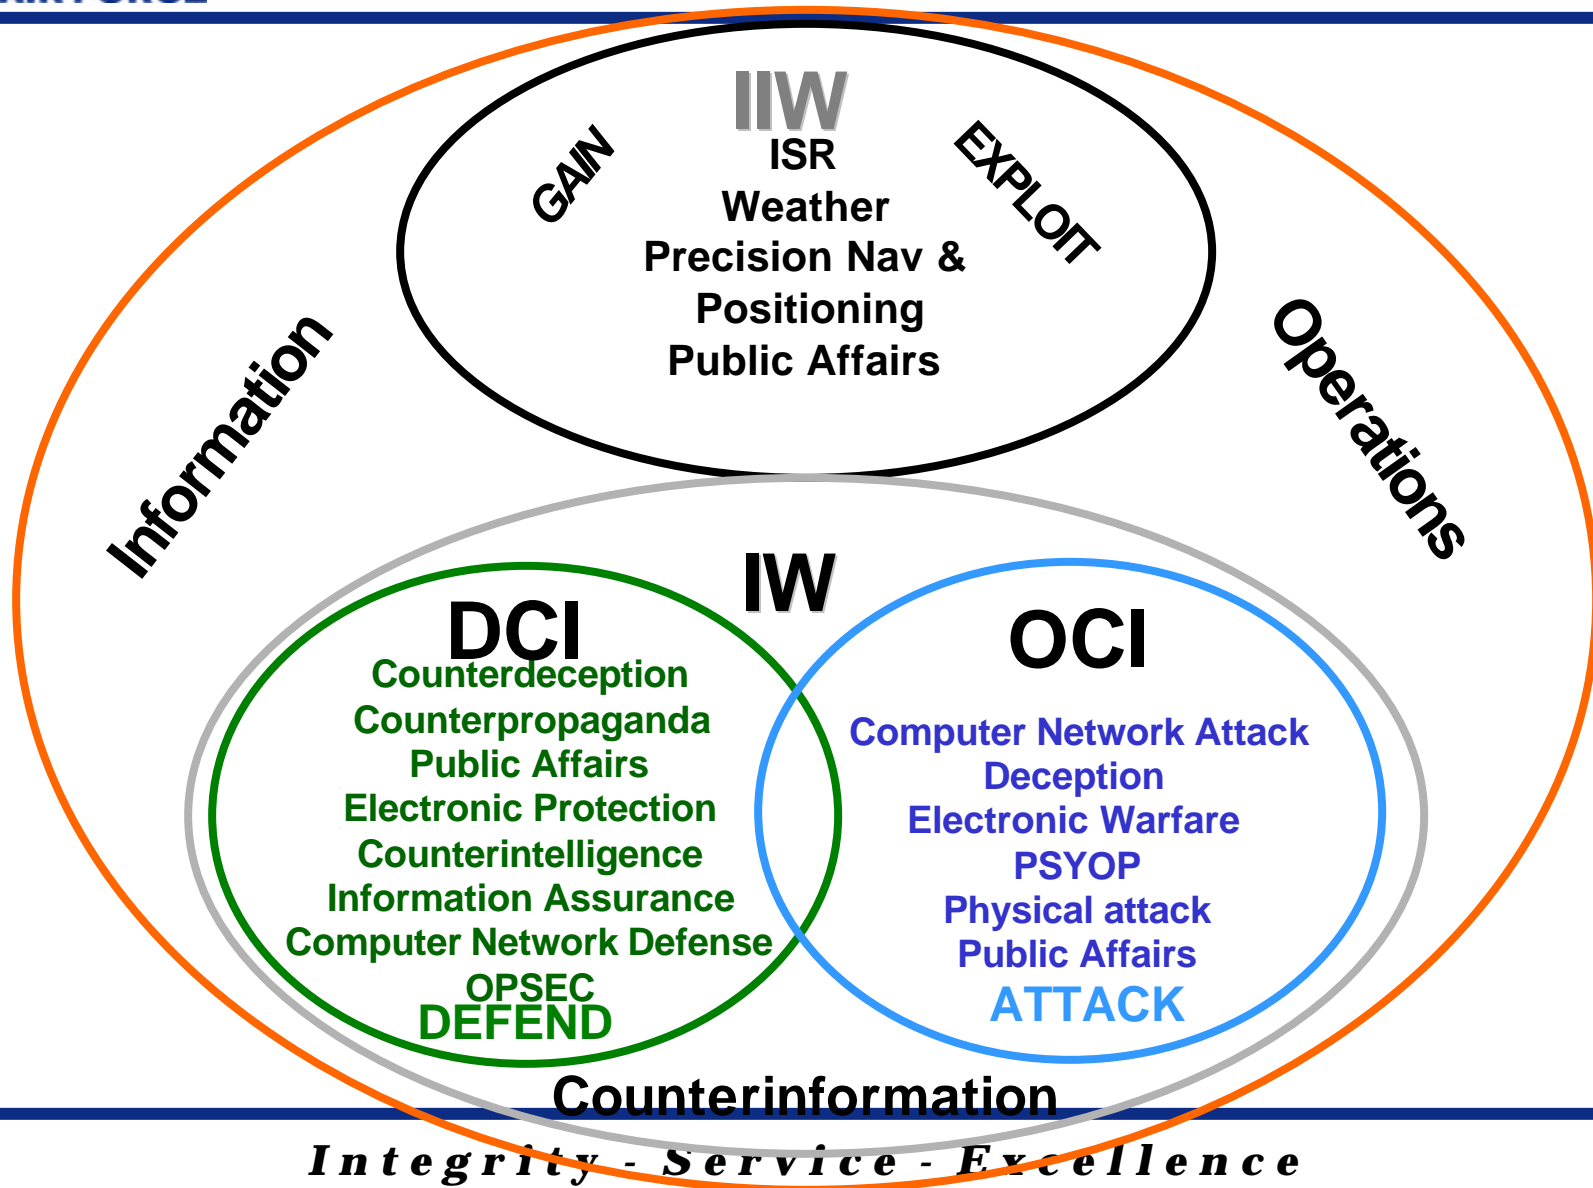 IIW
GAIN
EXPLOIT
ISR
Weather
Precision Nav &
Positioning
Public Affairs
Information
Operations
IW
DCI
Counterdeception
Counterpropaganda
Public Affairs
Electronic Protection
Counterintelligence
Information Assurance
Computer Network Defense
OPSEC
DEFEND
OCI
Computer Network Attack
Deception
Electronic Warfare
PSYOP
Physical attack
Public Affairs
ATTACK
Counterinformation
Integrity - Service - Excellence